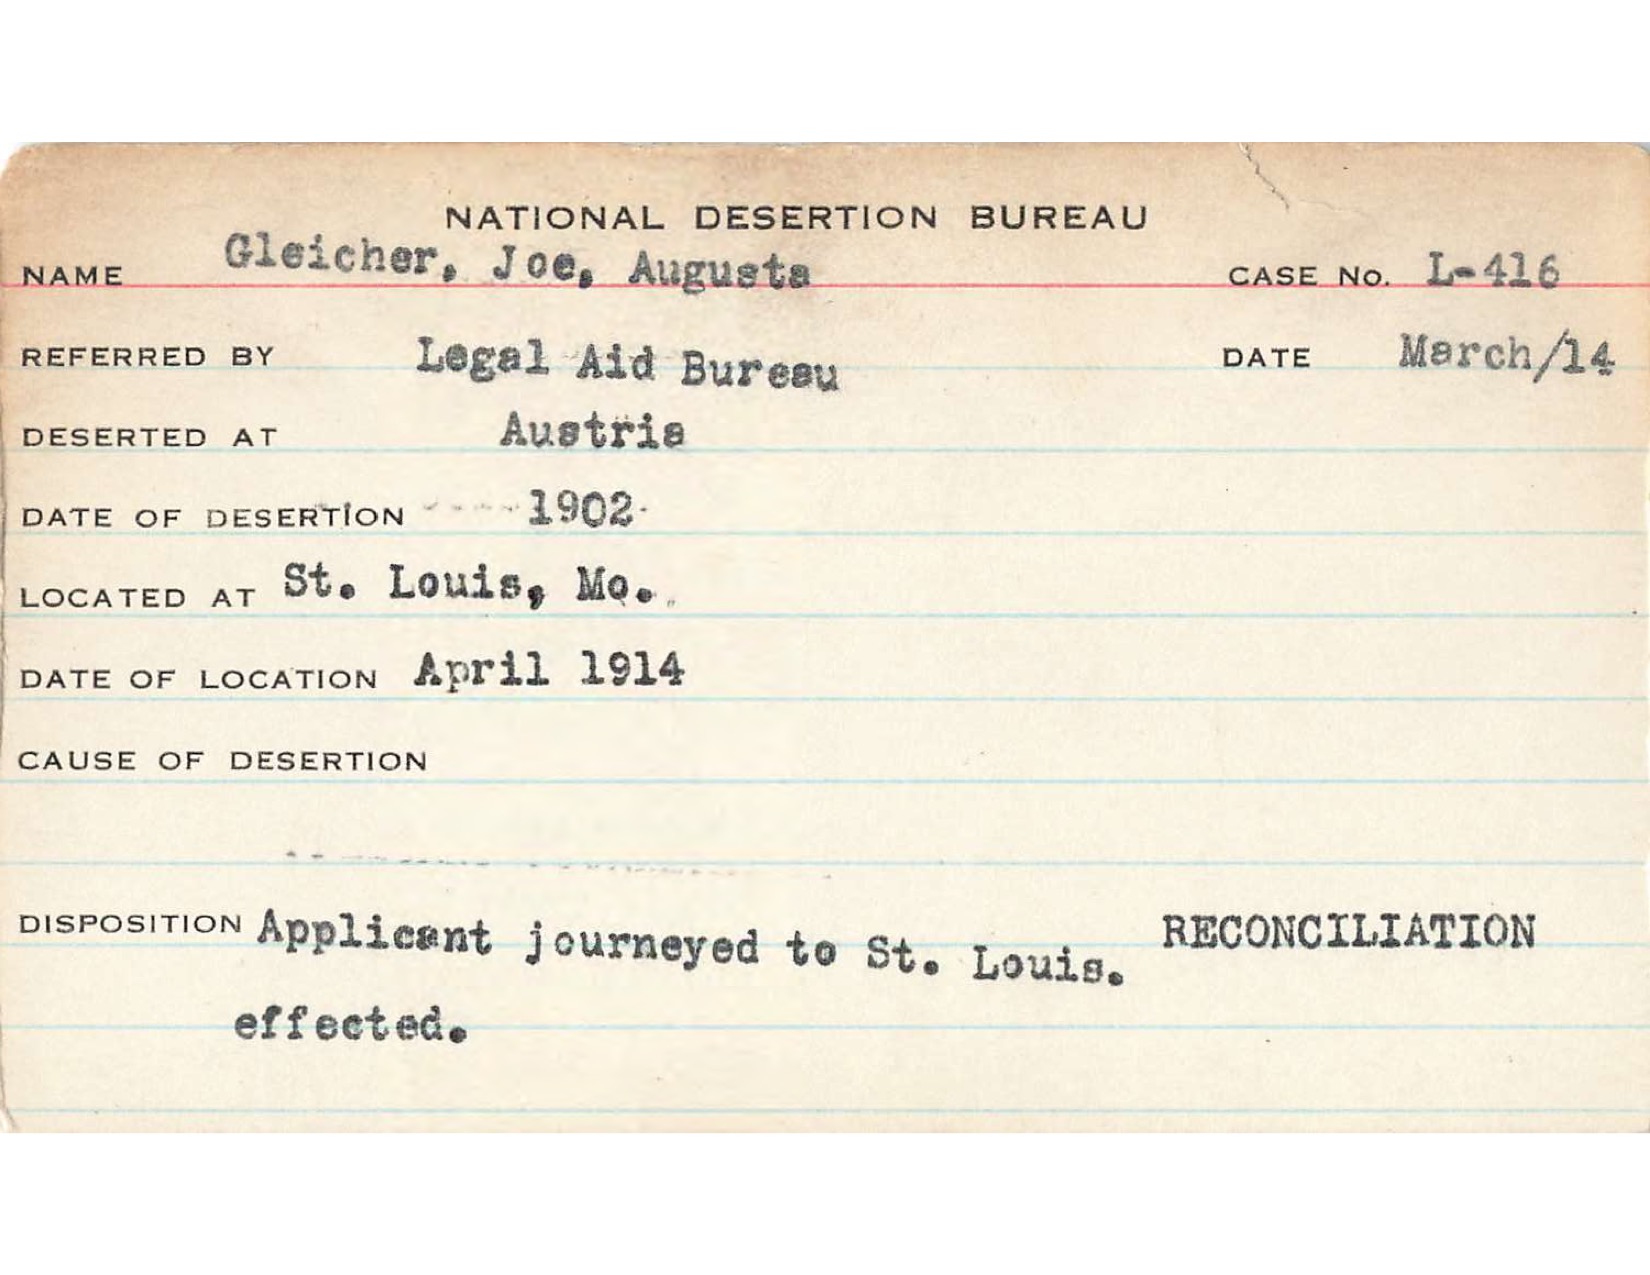 NATIONAL DESERTION BUREAU
NAME Gleicher, Joe, Augusta CASE No. L-416
REFERRED BY Legal Aid Bureau DATE March/14
DESERTED AT Austria
DATE OF DESERTION 1902
LOCATED AT St. Louis, Mo.
DATE OF LOCATION April 1914
CAUSE OF DESERTION
DISPOSITION Applicant journeyed to St. Louis. RECONCILIATION
effected.